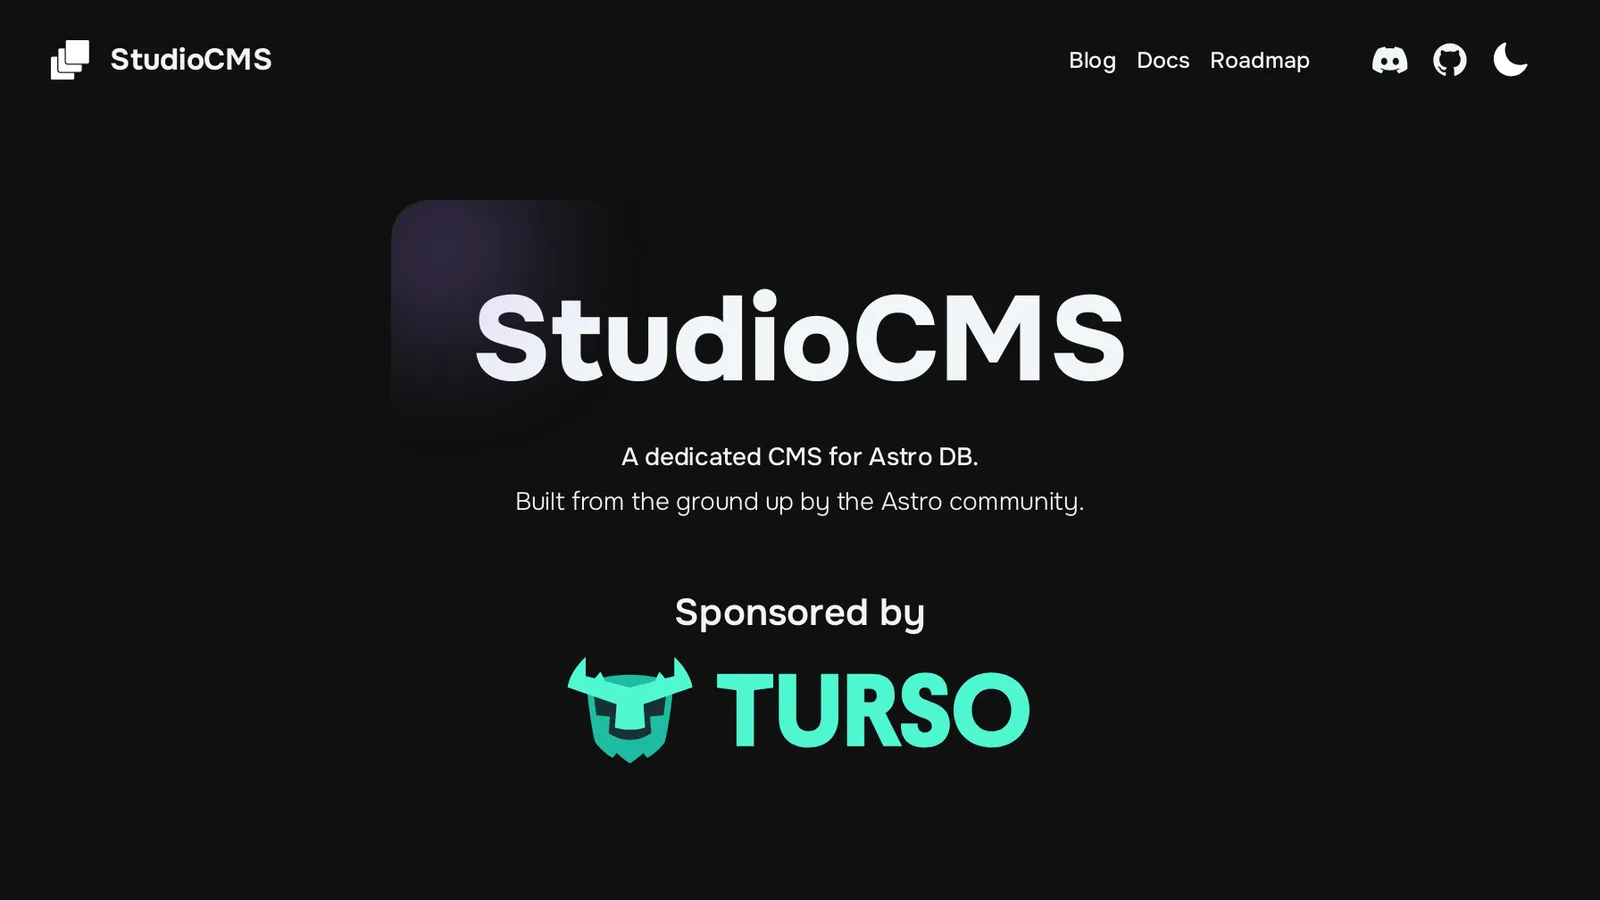 StudioCMS
Blog Docs Roadmap
StudioCMS
A dedicated CMS for Astro DB.
Built from the ground up by the Astro community.
Sponsored by
TURSO